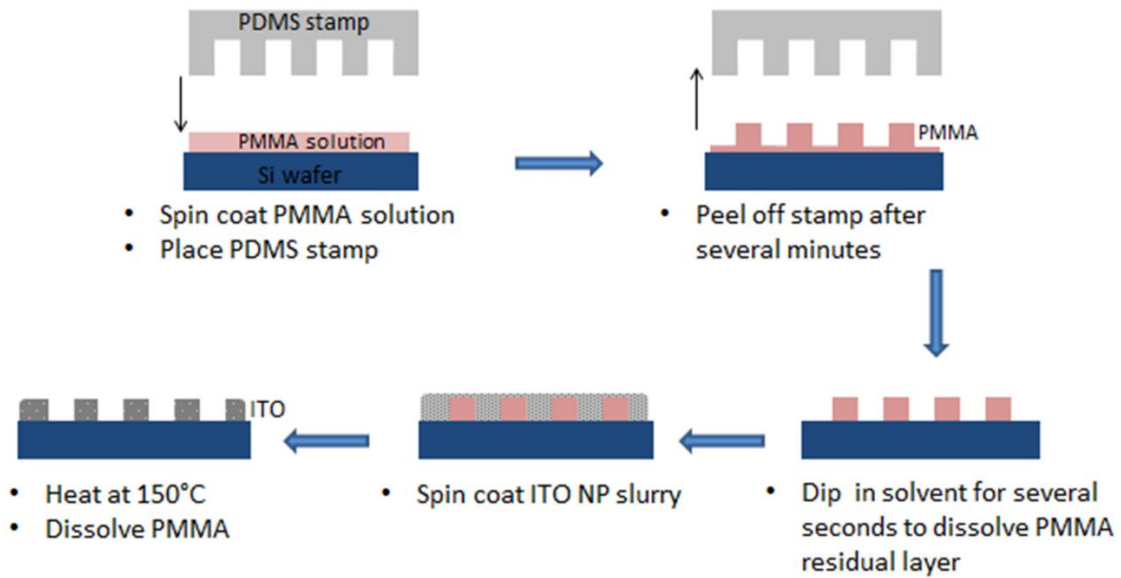 PDMS stamp
PMMA solution
Si wafer
• Spin coat PMMA solution
• Place PDMS stamp
PMMA
• Peel off stamp after
several minutes
• Dip in solvent for several
seconds to dissolve PMMA
residual layer
• Spin coat ITO NP slurry
ITO
• Heat at 150°C
• Dissolve PMMA